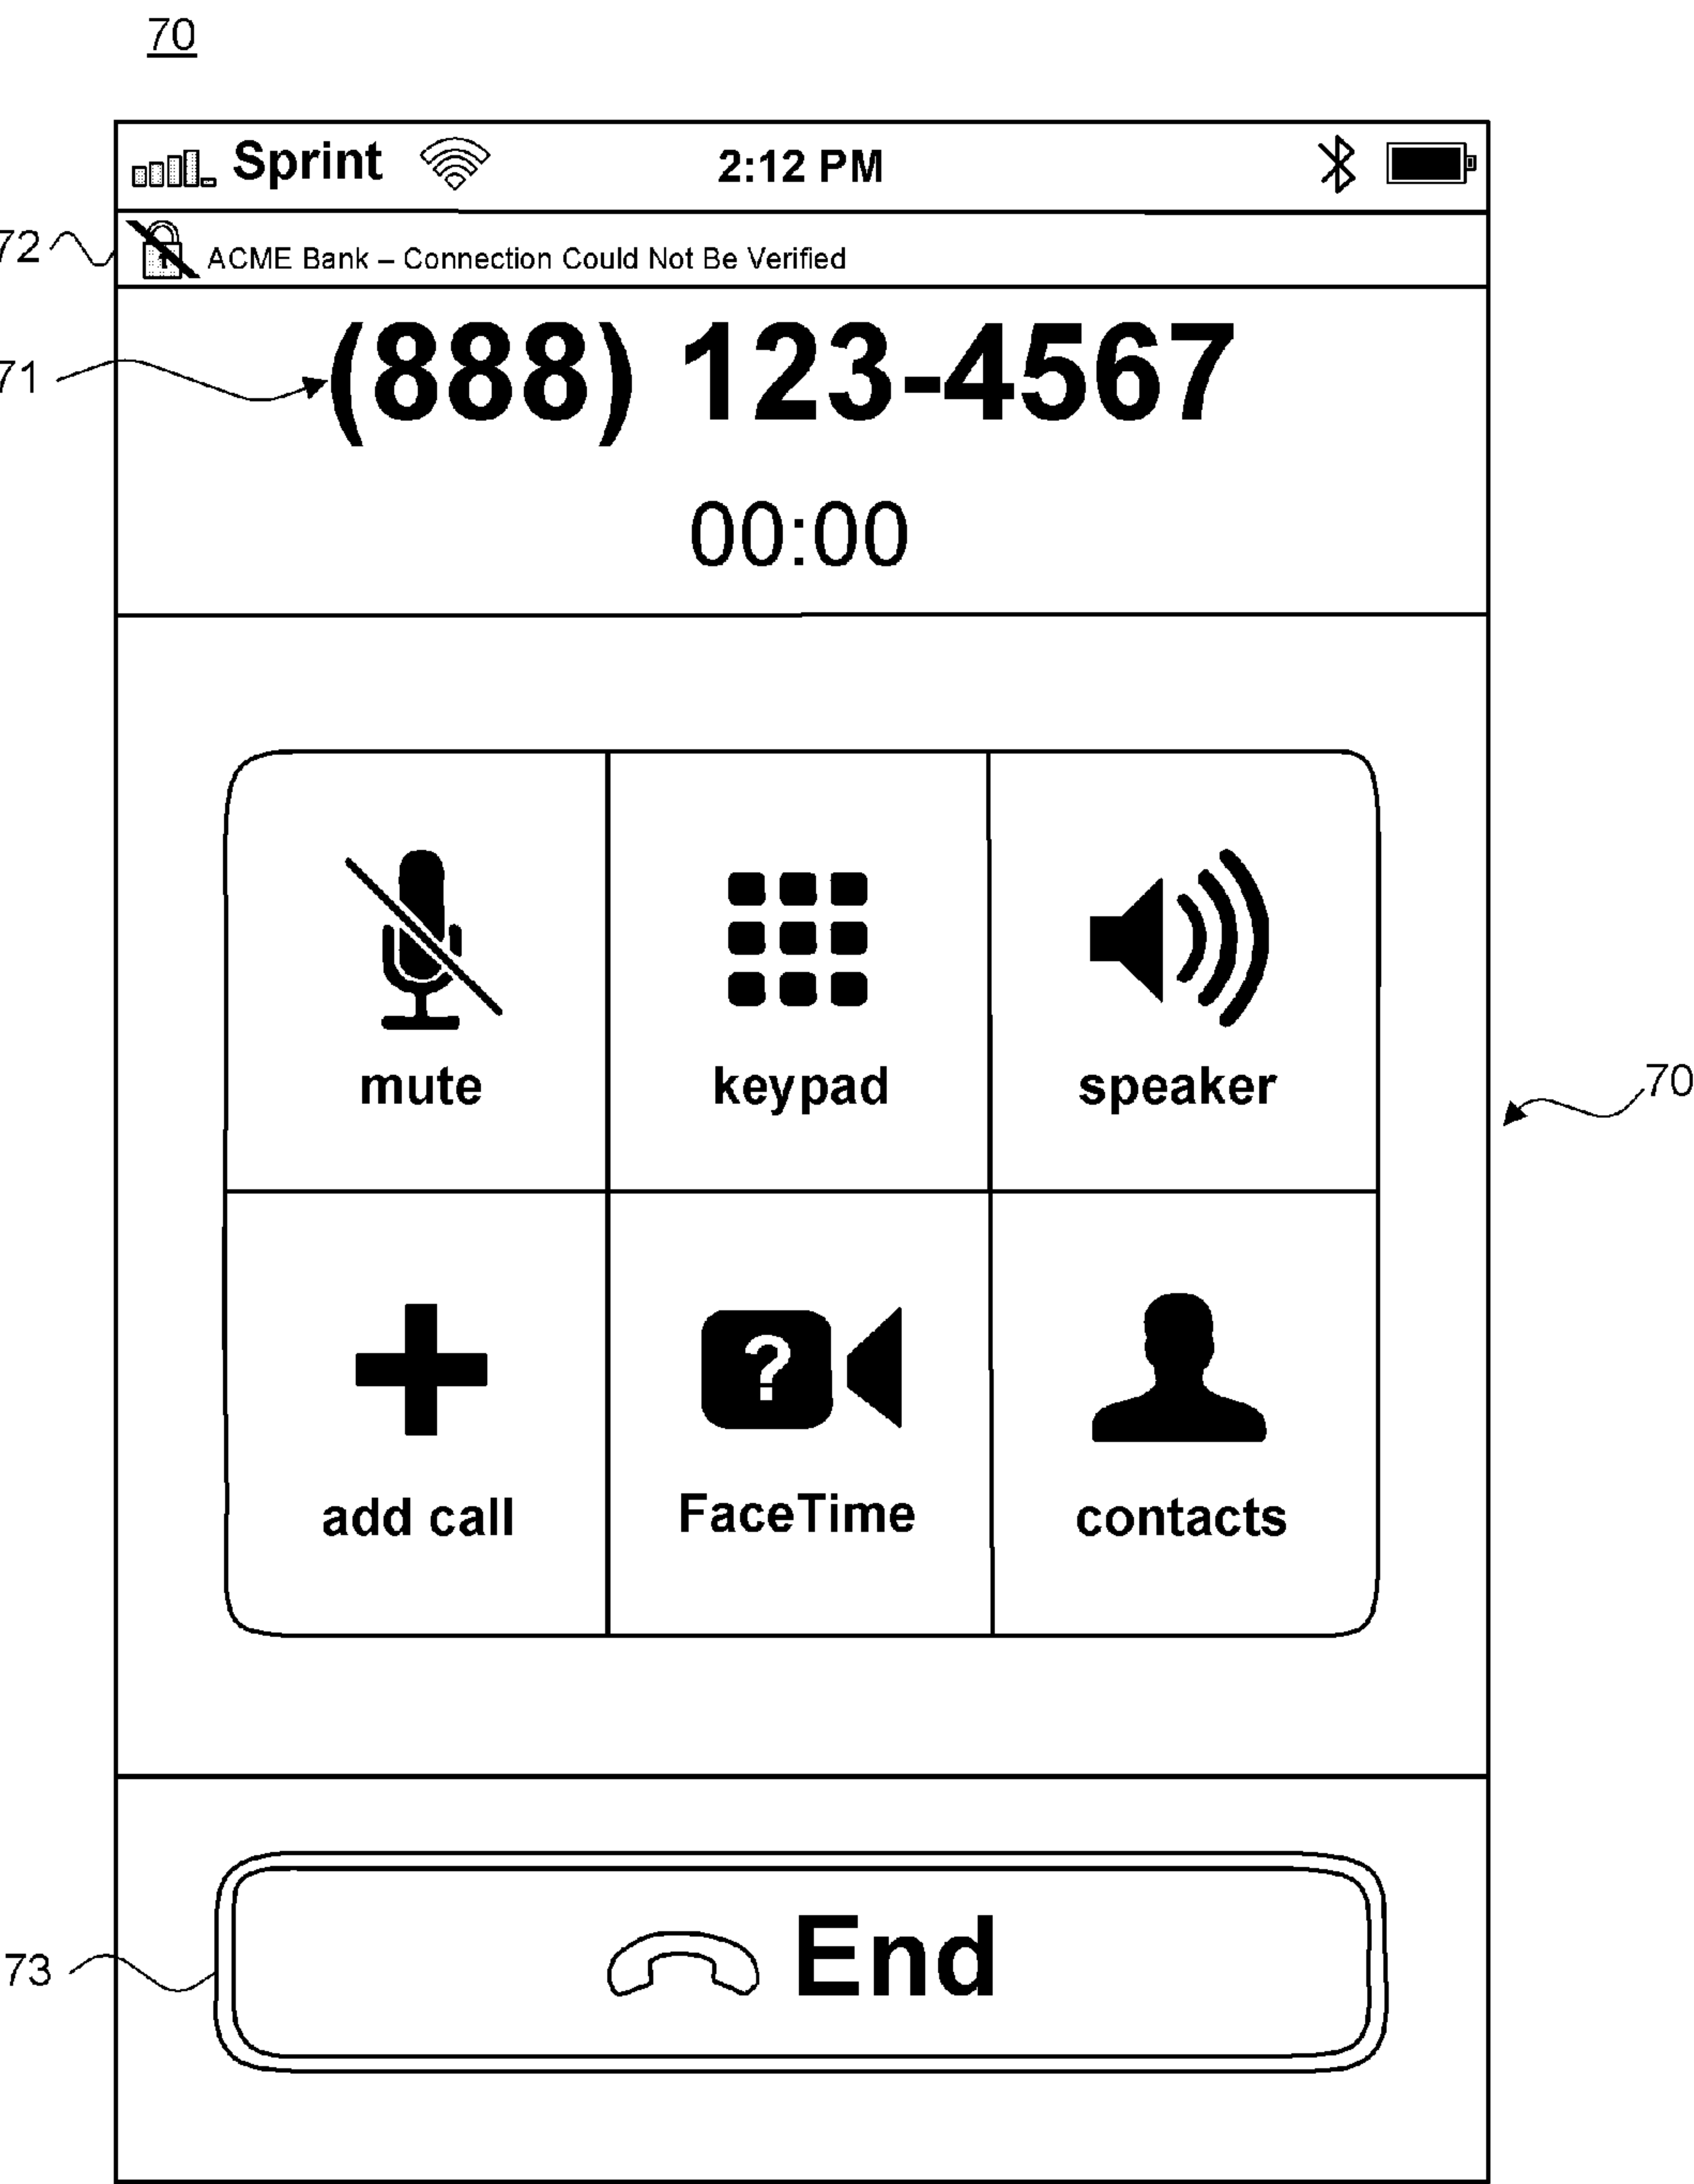 70
Sprint 2:12 PM
72 ACME Bank – Connection Could Not Be Verified
71 (888) 123-4567
00:00
mute keypad speaker
70
add call FaceTime contacts
73 End